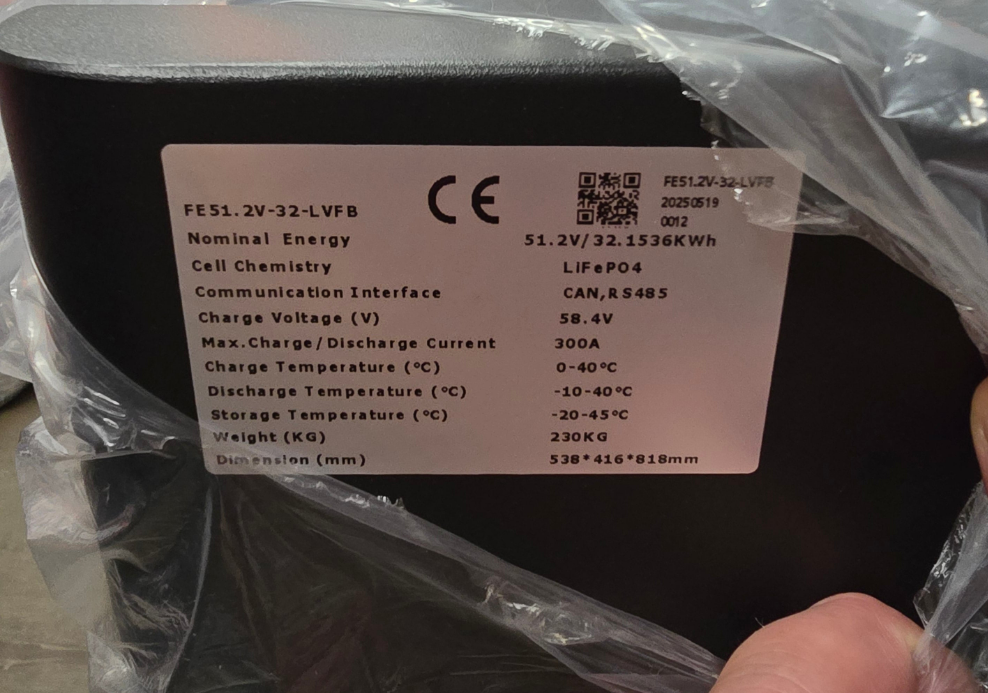 CE
FE51.2V-32-LVFB
20250519
0012
FE51.2V-32-LVFB
Nominal Energy 51.2V/32.1536KWh
Cell Chemistry LiFePO4
Communication Interface CAN,RS485
Charge Voltage (V) 58.4V
Max.Charge/Discharge Current 300A
Charge Temperature (°C) 0-40°C
Discharge Temperature (°C) -10-40°C
Storage Temperature (°C) -20-45°C
Weight (KG) 230KG
Dimension (mm) 538*416*818mm